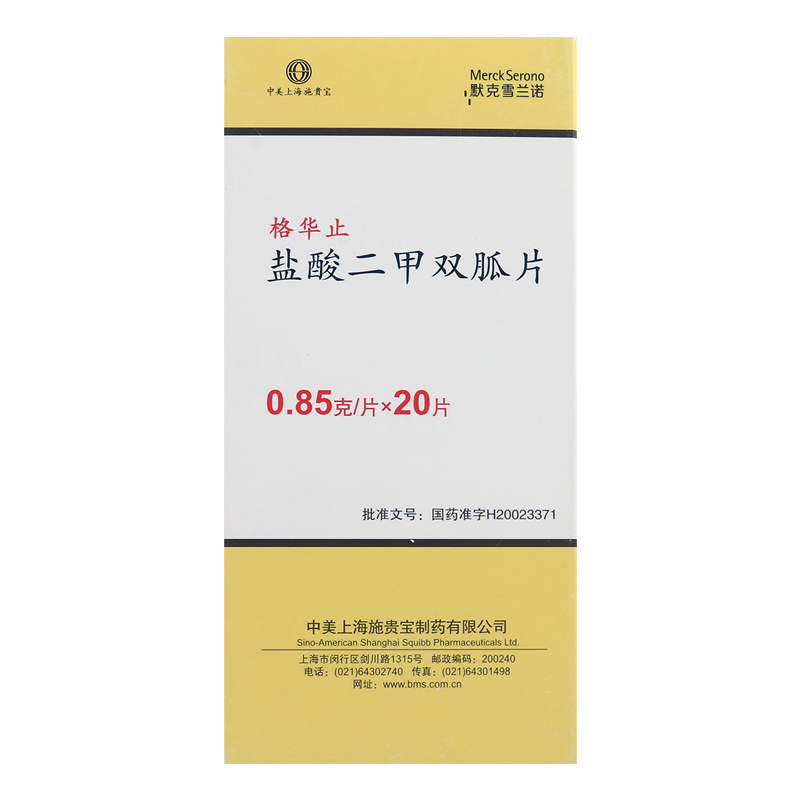 中美上海施贵宝
Merck Serono
默克雪兰诺
格华止
盐酸二甲双胍片
0.85克/片×20片
批准文号：国药准字H20023371
中美上海施贵宝制药有限公司
Sino-American Shanghai Squibb Pharmaceuticals Ltd.
上海市闵行区剑川路1315号 邮政编码：200240
电话：(021)64302740 传真：(021)64301498
网址：www.bms.com.cn